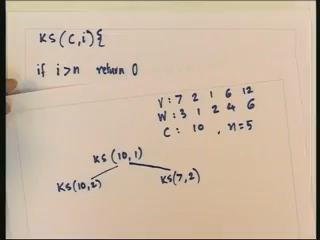 KS(C,i){
if i>n return 0
V: 7 2 1 6 12
W: 3 1 2 4 6
C: 10 , n=5
KS(10,1)
KS(10,2) KS(7,2)